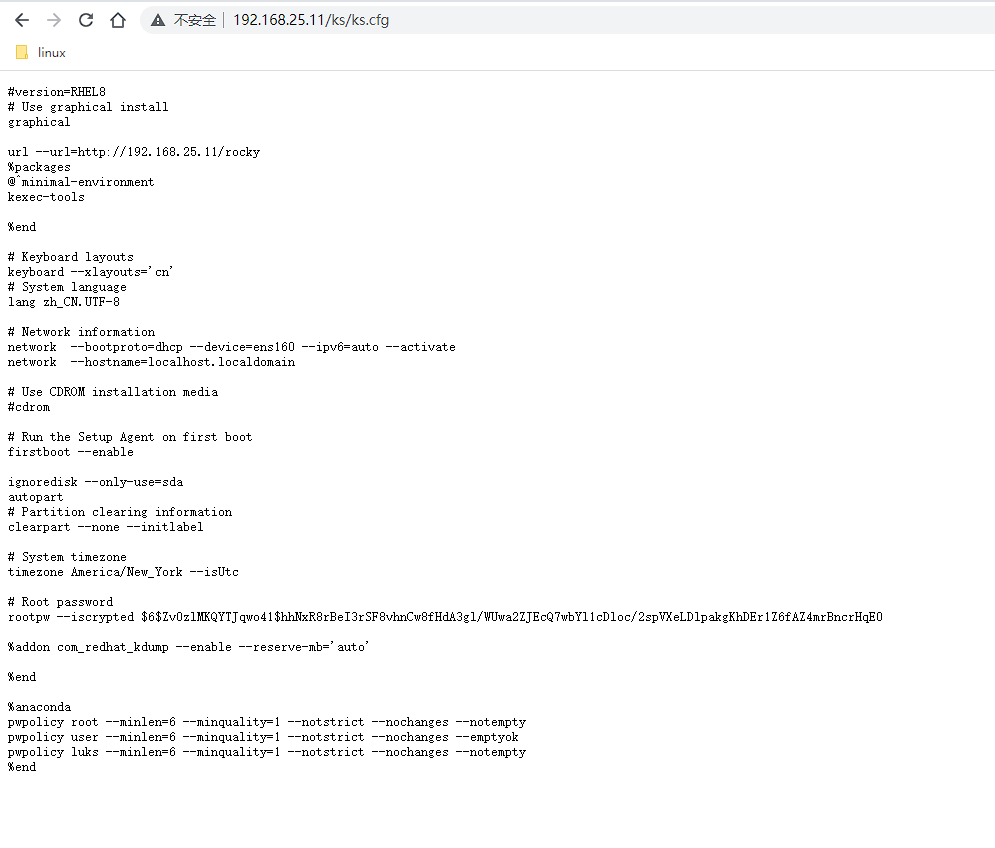 不安全 192.168.25.11/ks/ks.cfg
linux
#version=RHEL8
# Use graphical install
graphical
url --url=http://192.168.25.11/rocky
%packages
@^minimal-environment
kexec-tools
%end
# Keyboard layouts
keyboard --xlayouts='cn'
# System language
lang zh_CN.UTF-8
# Network information
network  --bootproto=dhcp --device=ens160 --ipv6=auto --activate
network  --hostname=localhost.localdomain
# Use CDROM installation media
#cdrom
# Run the Setup Agent on first boot
firstboot --enable
ignoredisk --only-use=sda
autopart
# Partition clearing information
clearpart --none --initlabel
# System timezone
timezone America/New_York --isUtc
# Root password
rootpw --iscrypted $6$ZvOzlMKQYTJqwo41$hhNxR8rBeI3rSF8vhnCw8fHdA3gl/WUwa2ZJEcQ7wbYl1cDloc/2spVXeLDlpakgKhDEr1Z6fAZ4mrBncrHqE0
%addon com_redhat_kdump --enable --reserve-mb='auto'
%end
%anaconda
pwpolicy root --minlen=6 --minquality=1 --notstrict --nochanges --notempty
pwpolicy user --minlen=6 --minquality=1 --notstrict --nochanges --emptyok
pwpolicy luks --minlen=6 --minquality=1 --notstrict --nochanges --notempty
%end